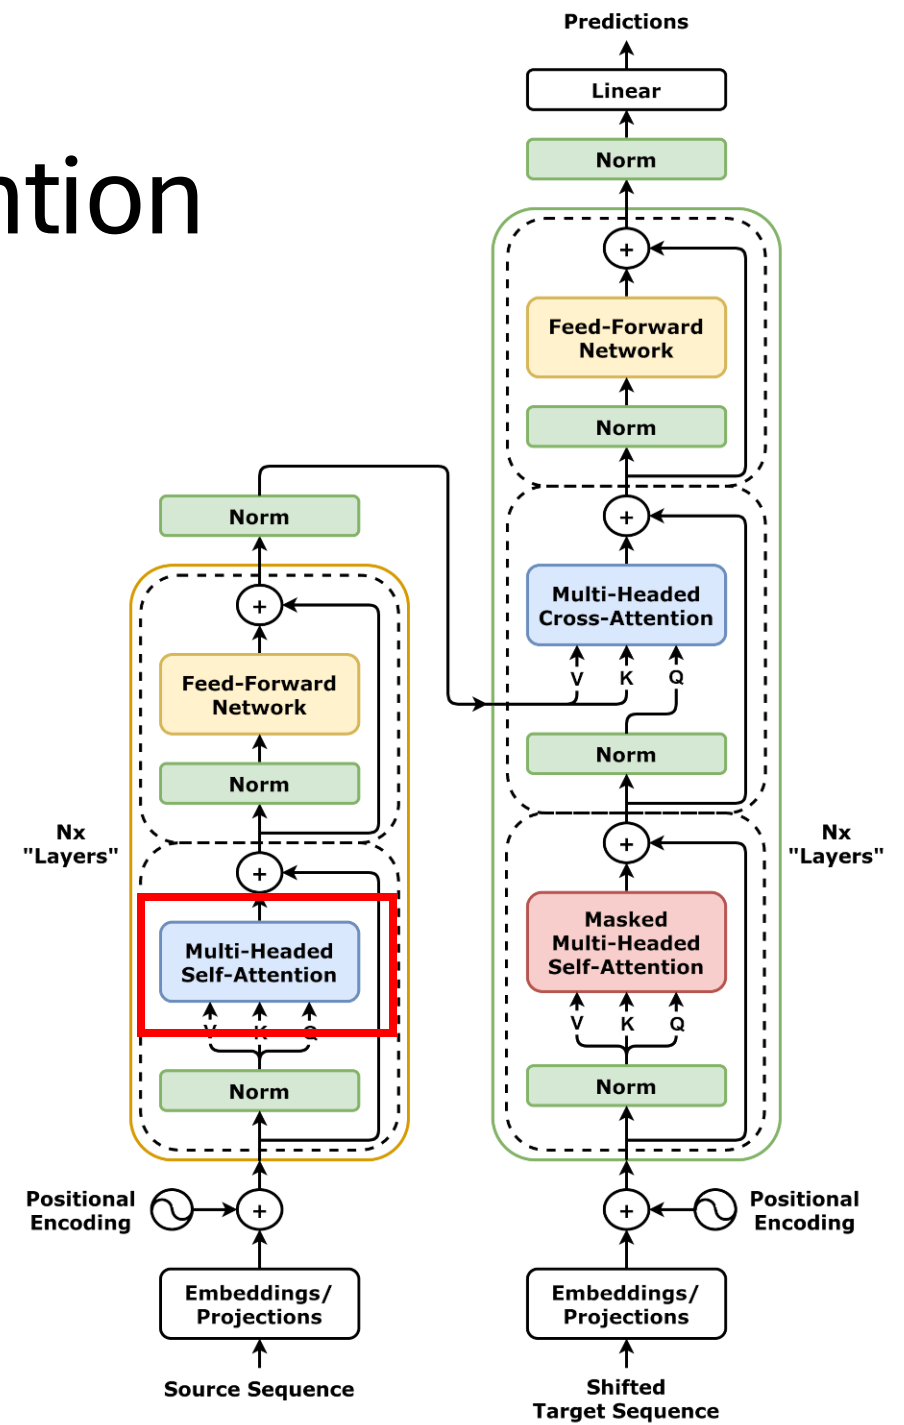 ntion
Predictions
Linear
Norm
+
Feed-Forward
Network
Norm
+
Multi-Headed
Cross-Attention
V K Q
Norm
+
Masked
Multi-Headed
Self-Attention
V K Q
Norm
Nx
"Layers"
+
Positional
Encoding
Embeddings/
Projections
Shifted
Target Sequence
Norm
+
Feed-Forward
Network
Norm
Nx
"Layers"
+
Multi-Headed
Self-Attention
V K Q
Norm
Positional
Encoding
+
Embeddings/
Projections
Source Sequence